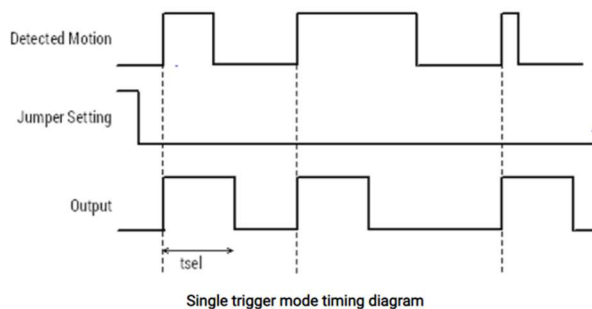 Detected Motion
Jumper Setting
Output
tsel
Single trigger mode timing diagram